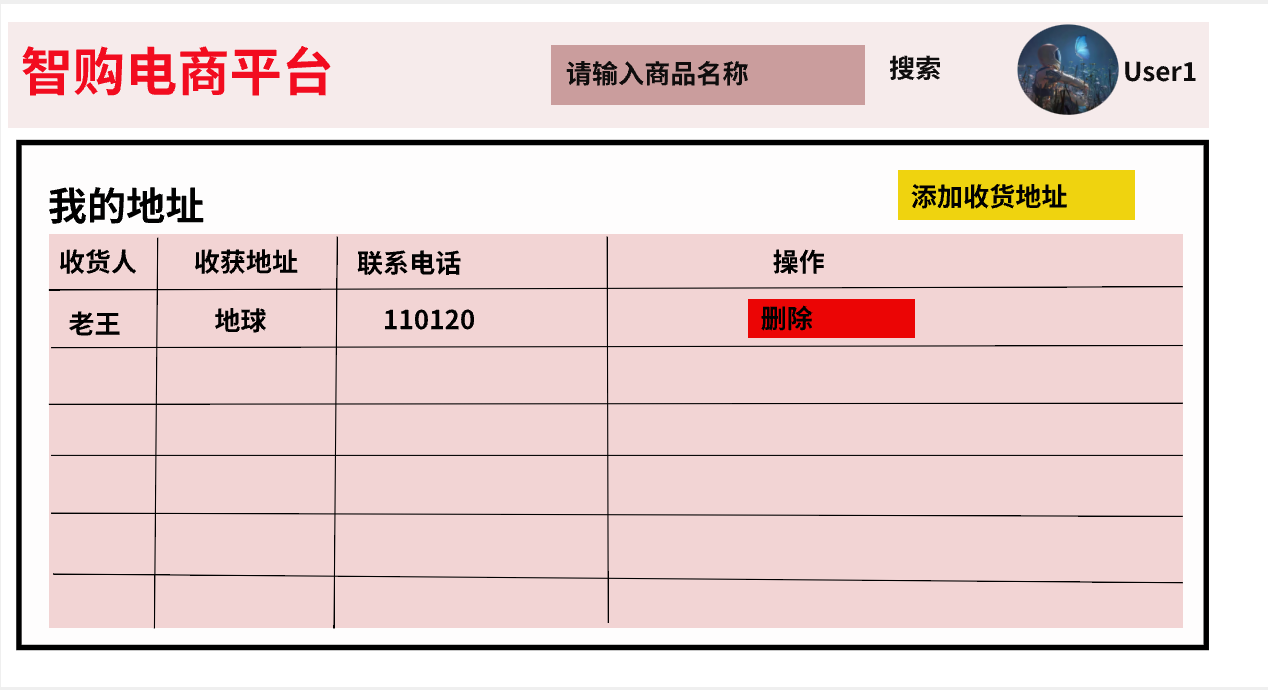 智购电商平台
请输入商品名称
搜索
User1
我的地址
添加收货地址
收货人 收获地址 联系电话 操作
老王 地球 110120 删除